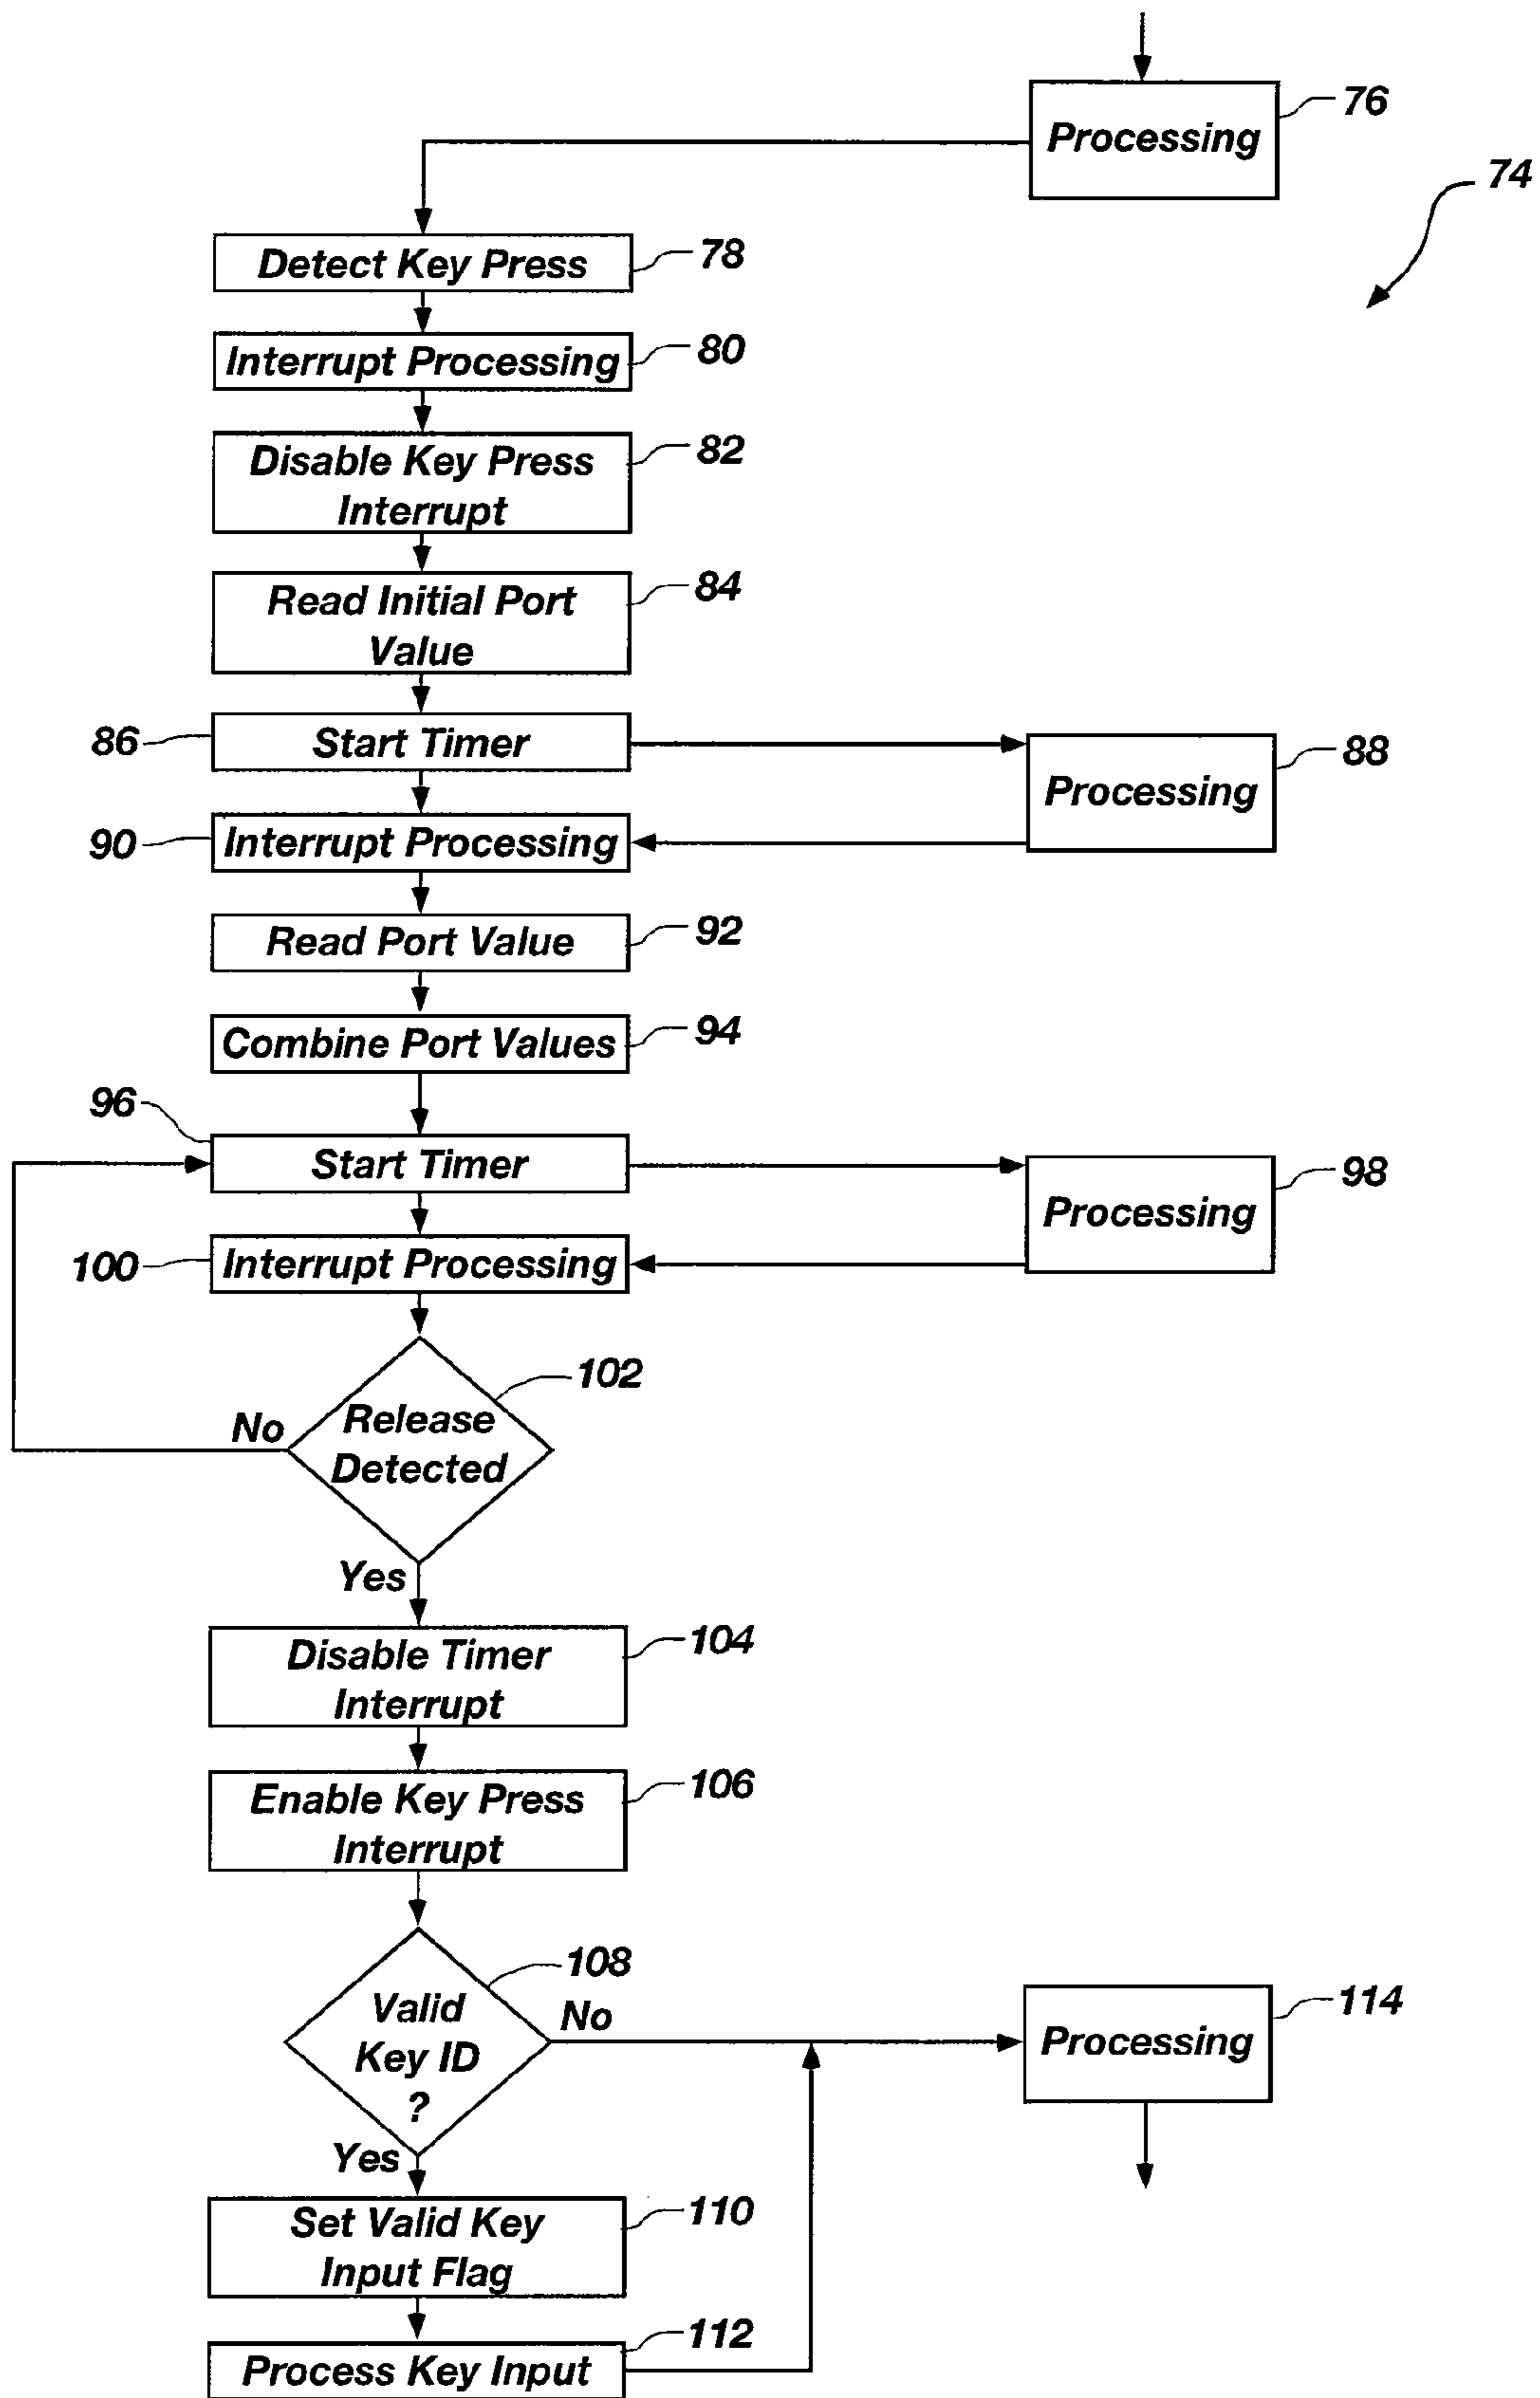 Processing
76
74
Detect Key Press
78
Interrupt Processing
80
Disable Key Press
Interrupt
82
Read Initial Port
Value
84
86
Start Timer
Processing
88
90
Interrupt Processing
Read Port Value
92
Combine Port Values
94
96
Start Timer
Processing
98
100
Interrupt Processing
102
Release
Detected
No
Yes
Disable Timer
Interrupt
104
Enable Key Press
Interrupt
106
108
Valid
Key ID
?
No
Processing
114
Yes
Set Valid Key
Input Flag
110
Process Key Input
112